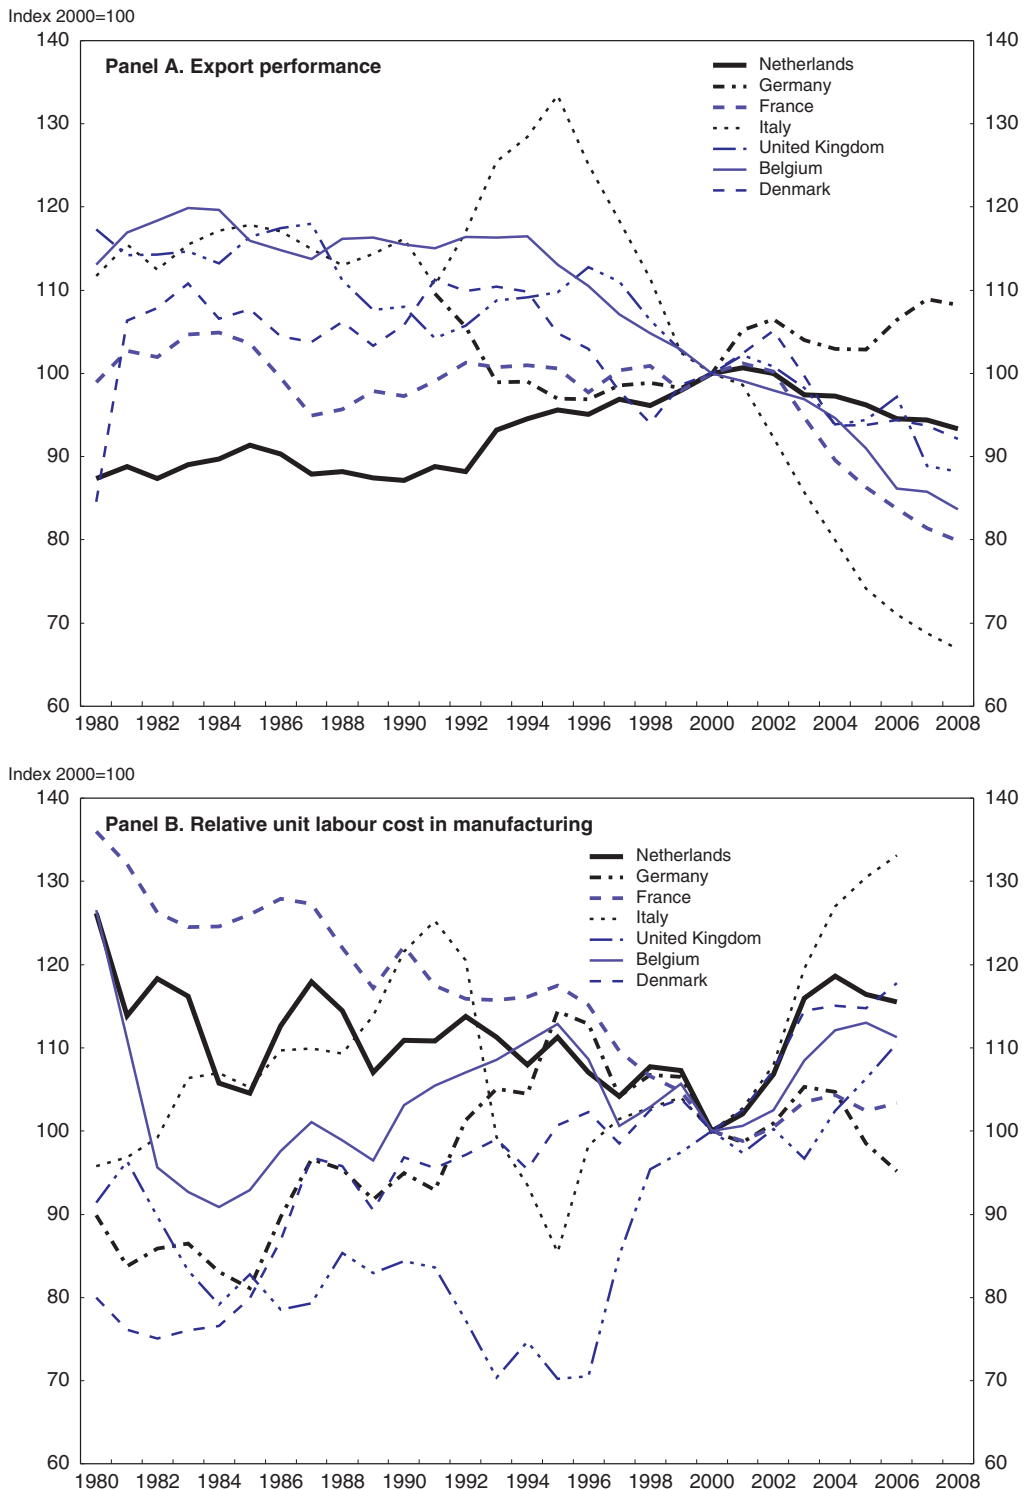 Index 2000=100
140 140
Panel A. Export performance
Netherlands
Germany
France
Italy
United Kingdom
Belgium
Denmark
130 130
120 120
110 110
100 100
90 90
80 80
70 70
60 60
1980 1982 1984 1986 1988 1990 1992 1994 1996 1998 2000 2002 2004 2006 2008
Index 2000=100
140 140
Panel B. Relative unit labour cost in manufacturing
Netherlands
Germany
France
Italy
United Kingdom
Belgium
Denmark
130 130
120 120
110 110
100 100
90 90
80 80
70 70
60 60
1980 1982 1984 1986 1988 1990 1992 1994 1996 1998 2000 2002 2004 2006 2008